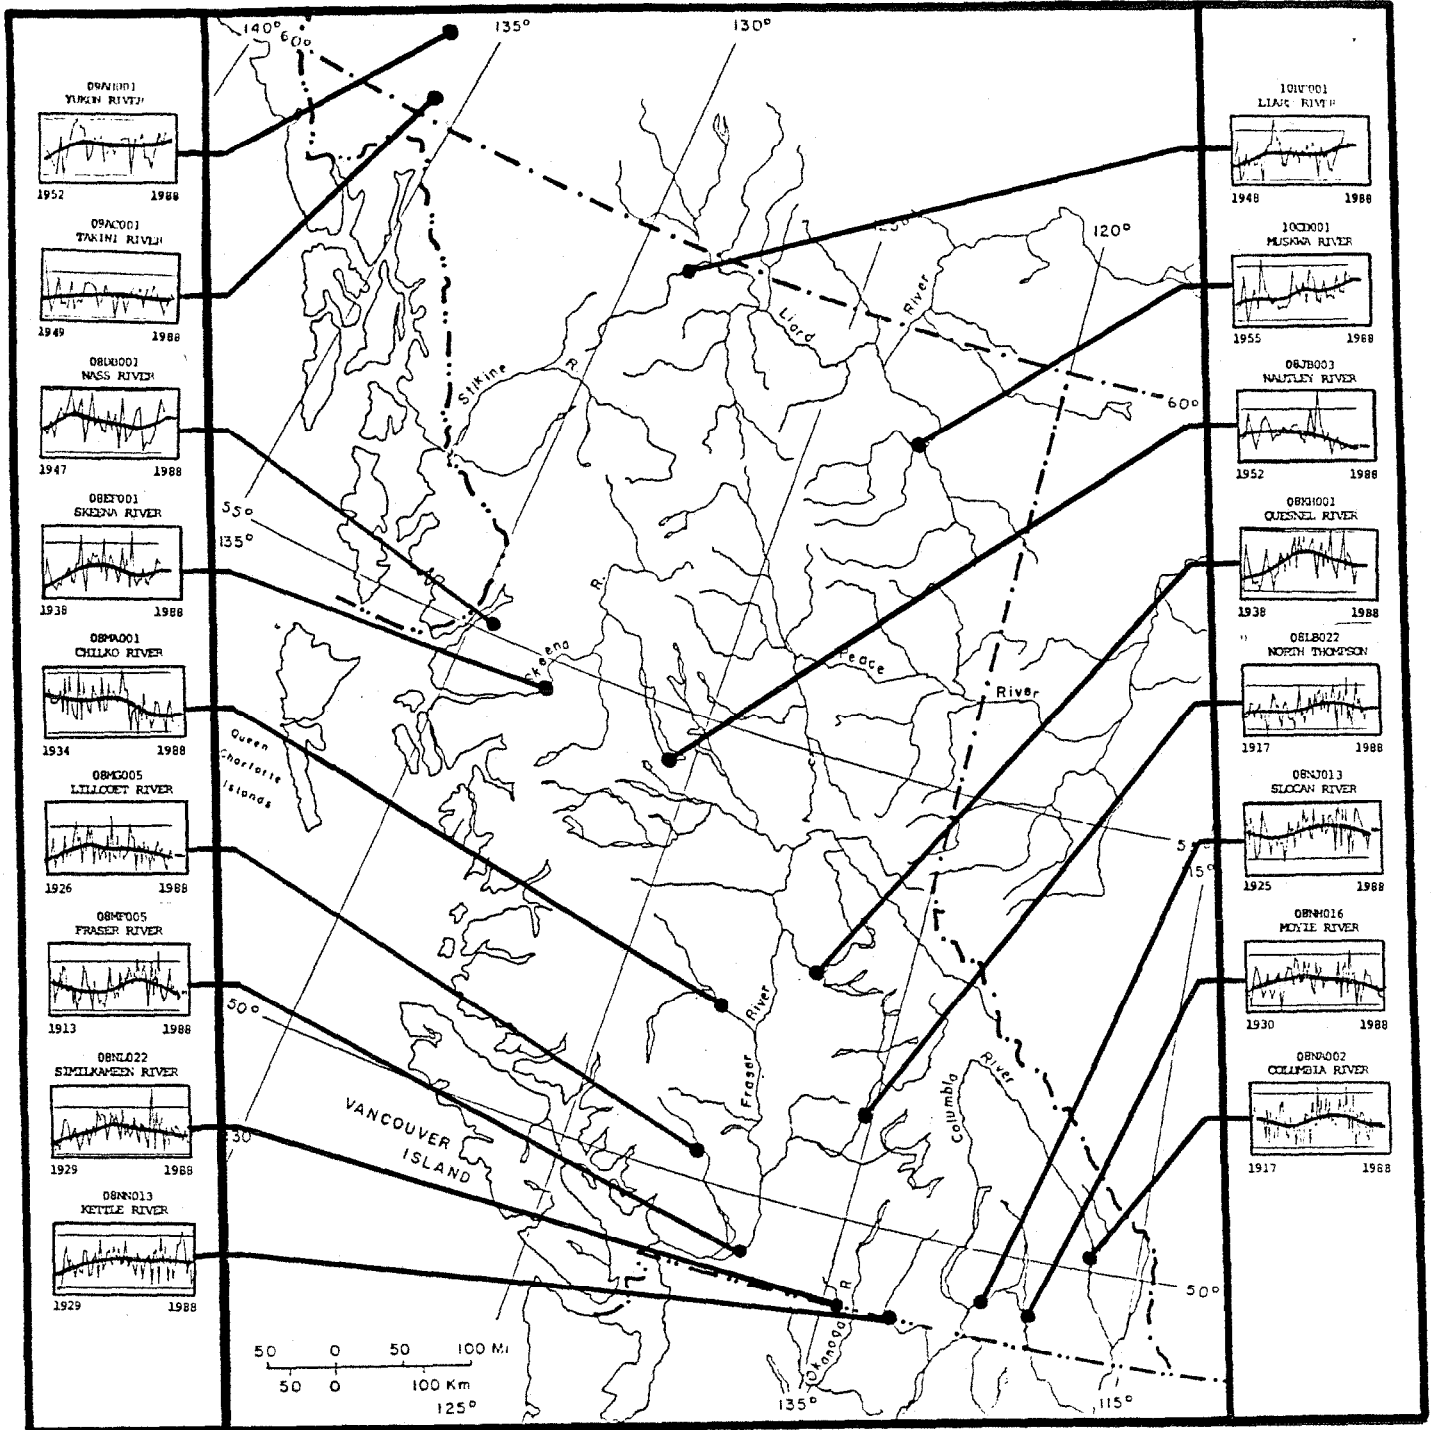 YUKON RIVER
1952 1988
09AC001
TAKINI RIVER
1949 1988
08DB001
NASS RIVER
1947 1988
08EF001
SKEENA RIVER
1938 1988
08MA001
CHILKO RIVER
1934 1988
08MG005
LILLOOET RIVER
1926 1988
08MF005
FRASER RIVER
1913 1988
08NL022
SIMILKAMEEN RIVER
1929 1988
08NN013
KETTLE RIVER
1929 1988
140° 60° 135° 130°
120°
60°
55°
135°
Stikine R.
Liard River
Skeena R.
Peace River
Queen
Charlotte
Islands
15°
50°
30
VANCOUVER
ISLAND
Fraser River
Columbia River
Okanogan R
50°
50 0 50 100 Mi
50 0 100 Km
125° 135° 115°
LIARD RIVER
1948 1988
10CD001
MUSKWA RIVER
1955 1988
08JB003
NAUTLEY RIVER
1952 1988
08KH001
QUESNEL RIVER
1938 1988
08LB022
NORTH THOMPSON
1917 1988
08NJ013
SLOCAN RIVER
1925 1988
08NH016
MOYIE RIVER
1930 1988
08NA002
COLUMBIA RIVER
1917 1988